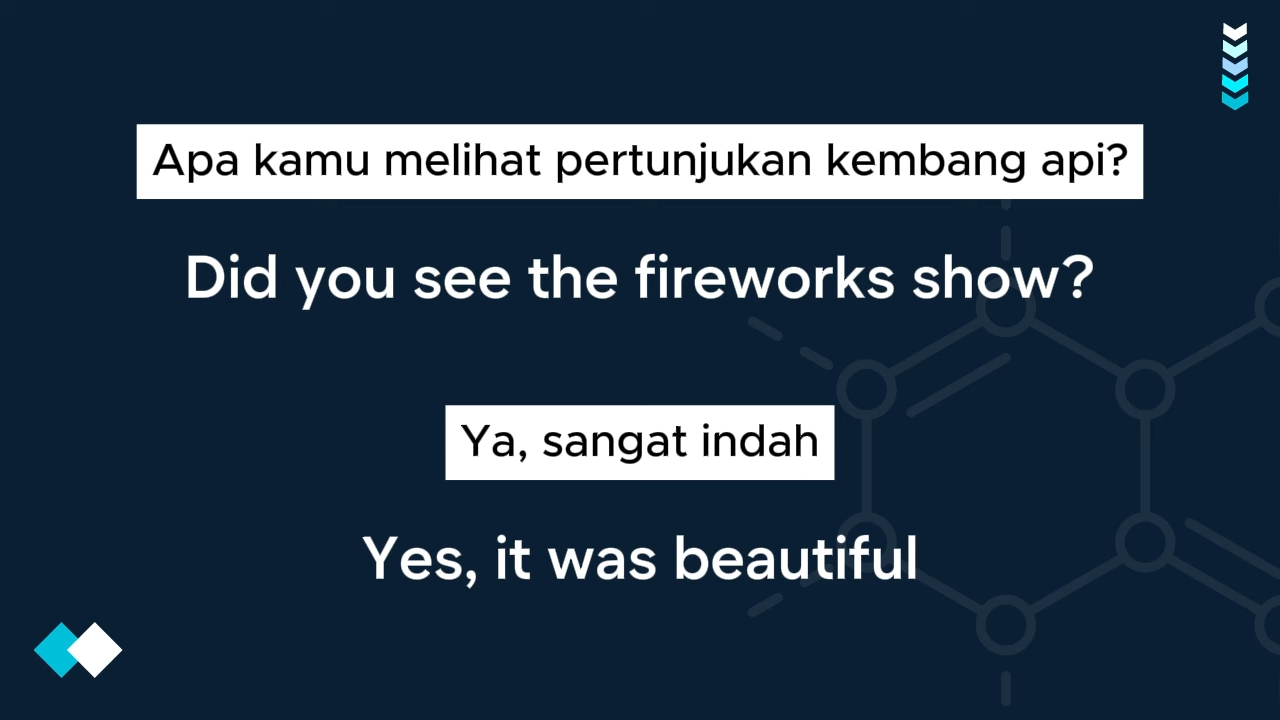 Apa kamu melihat pertunjukan kembang api?
Did you see the fireworks show?
Ya, sangat indah
Yes, it was beautiful